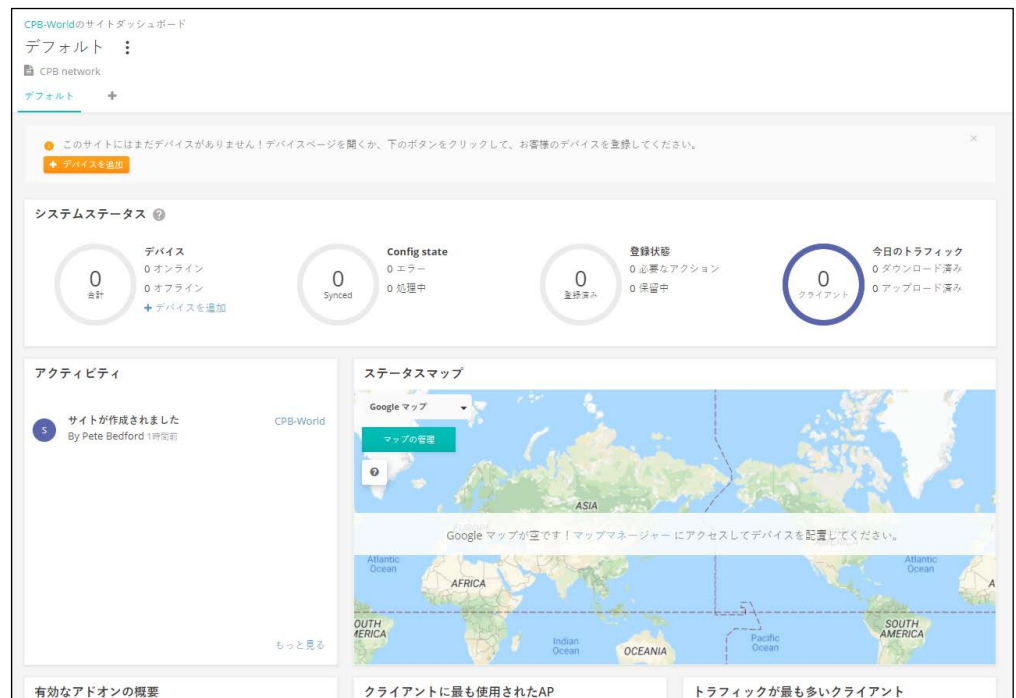 CPB-Worldのサイトダッシュボード
デフォルト
CPB network
デフォルト +
このサイトにはまだデバイスがありません！デバイスページを開くか、下のボタンをクリックして、お客様のデバイスを登録してください。 ×
+ デバイスを追加
システムステータス ?
0
合計
デバイス
0 オンライン
0 オフライン
+ デバイスを追加
0
Synced
Config state
0 エラー
0 処理中
0
登録済み
登録状態
0 必要なアクション
0 保留中
0
クライアント
今日のトラフィック
0 ダウンロード済み
0 アップロード済み
アクティビティ
S
サイトが作成されました CPB-World
By Pete Bedford 1時間前
もっと見る
ステータスマップ
Google マップ
マップの管理
?
ASIA
Google マップが空です！マップマネージャー にアクセスしてデバイスを配置してください。
Atlantic
Ocean
Atlantic
Ocean
AFRICA
A
OUTH
MERICA
Indian
Ocean
OCEANIA
Pacific
Ocean
SOUTH
AMERICA
有効なアドオンの概要
クライアントに最も使用されたAP
トラフィックが最も多いクライアント